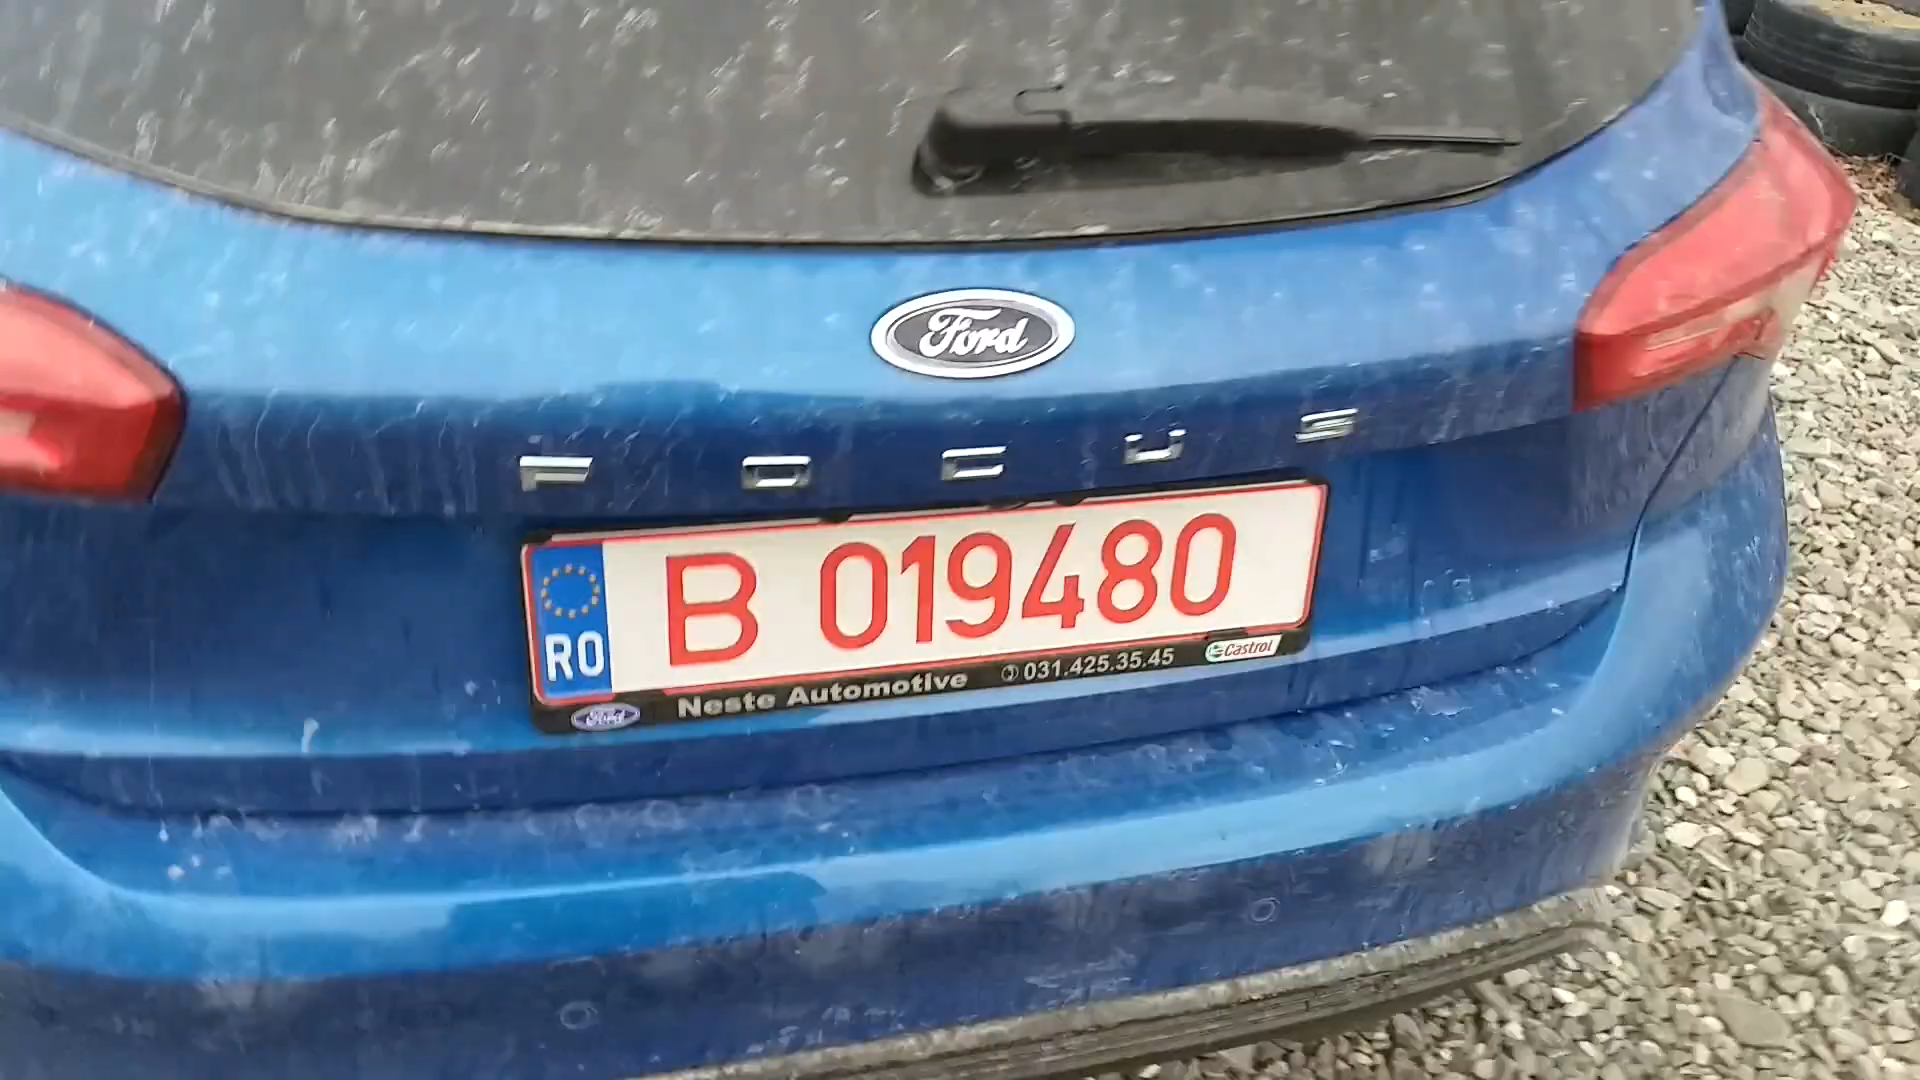 Ford
FOCUS
B 019480
RO
Ford Neste Automotive 031.425.35.45 Castrol